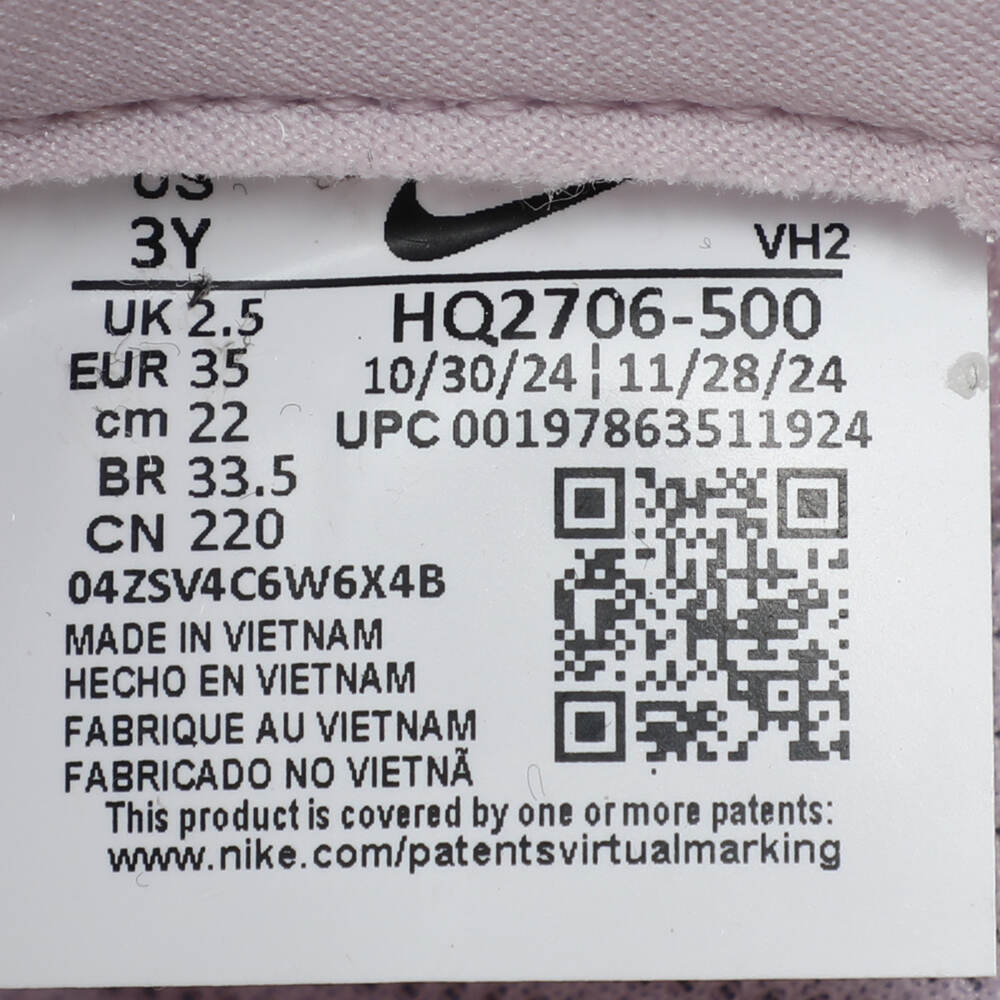 US
3Y
VH2
UK 2.5
HQ2706-500
EUR 35
10/30/24 ¦ 11/28/24
cm 22
UPC 00197863511924
BR 33.5
CN 220
04ZSV4C6W6X4B
MADE IN VIETNAM
HECHO EN VIETNAM
FABRIQUE AU VIETNAM
FABRICADO NO VIETNÃ
This product is covered by one or more patents:
www.nike.com/patentsvirtualmarking